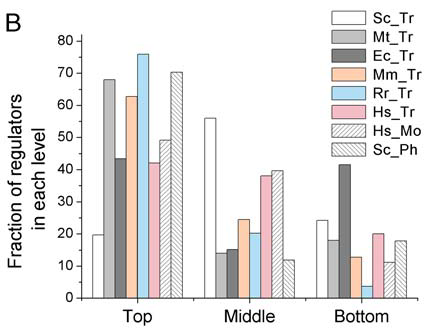 B
Sc_Tr
Mt_Tr
Ec_Tr
Mm_Tr
Rr_Tr
Hs_Tr
Hs_Mo
Sc_Ph
Fraction of regulators
in each level
80
70
60
50
40
30
20
10
0
Top Middle Bottom